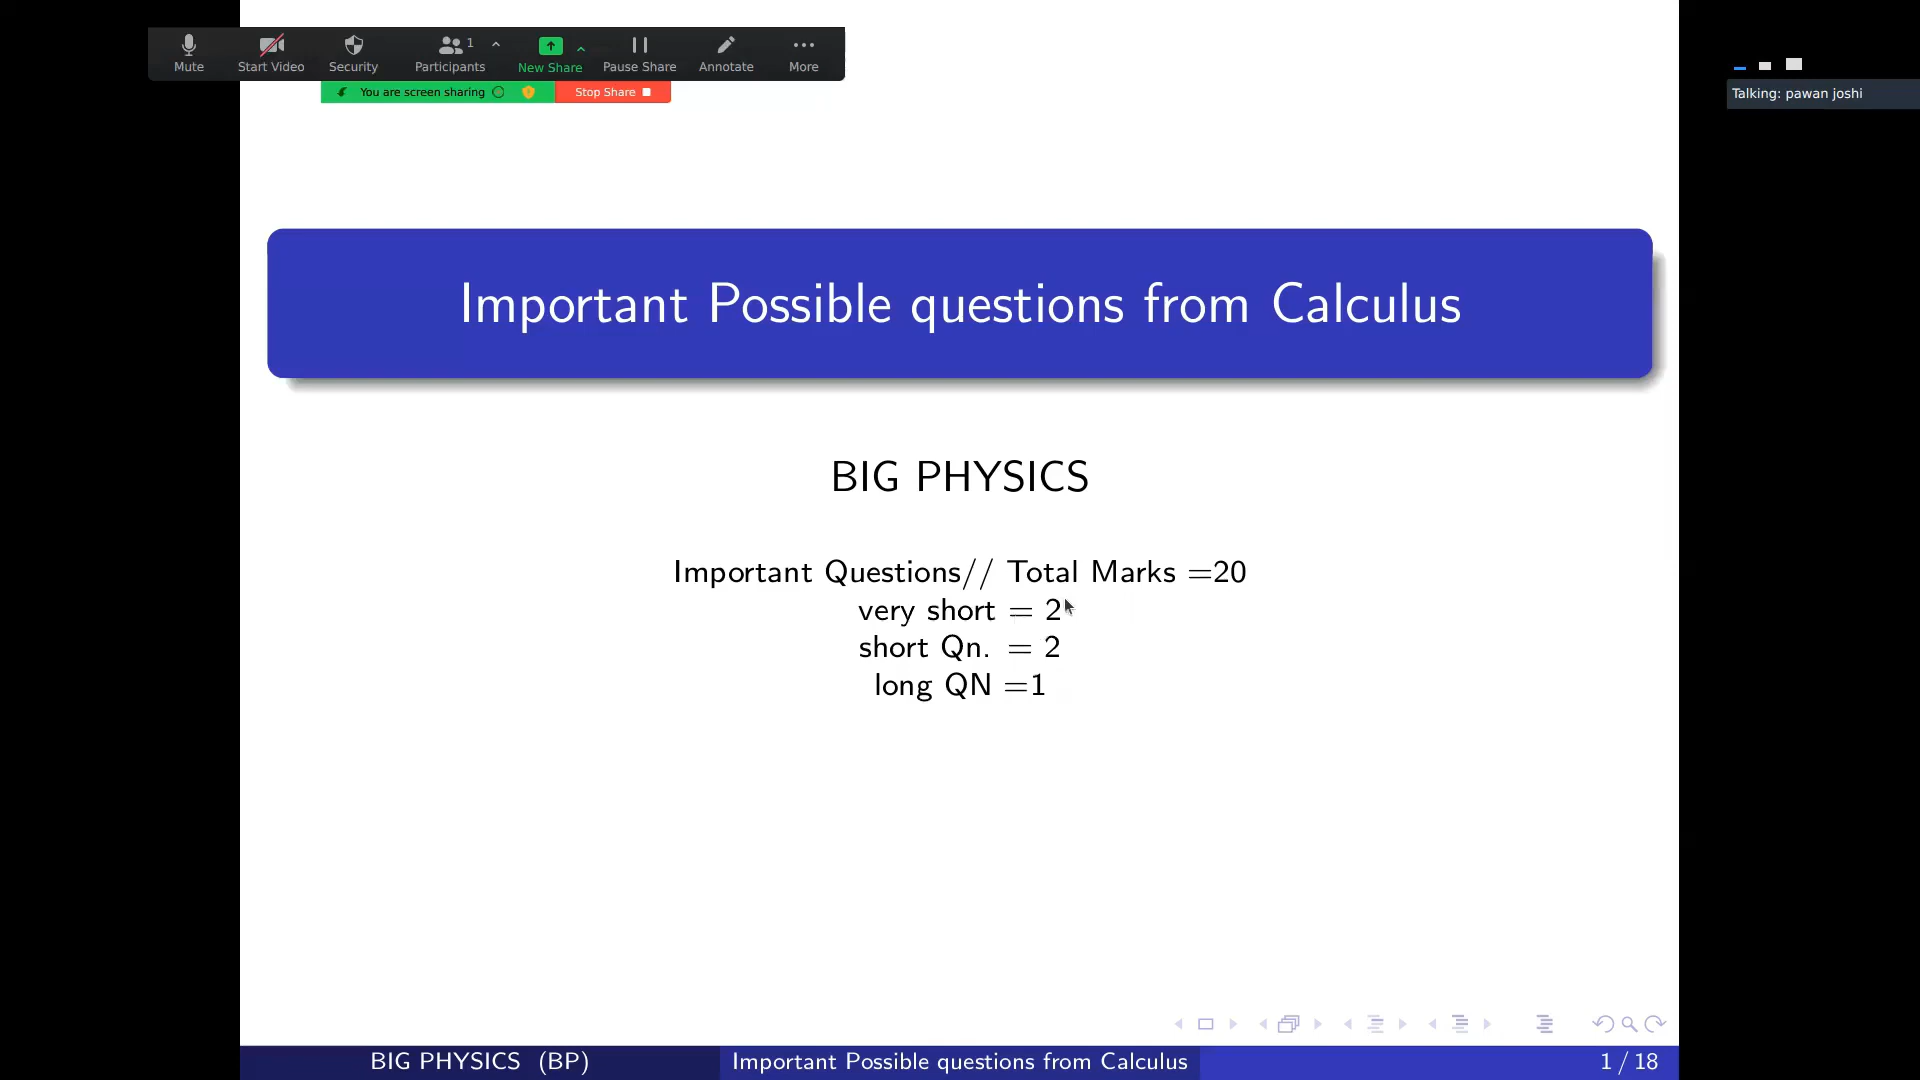 Mute Start Video Security Participants 1 New Share Pause Share Annotate More
You are screen sharing Stop Share
Talking: pawan joshi
Important Possible questions from Calculus
BIG PHYSICS
Important Questions// Total Marks =20
very short = 2
short Qn. = 2
long QN =1
BIG PHYSICS (BP) Important Possible questions from Calculus 1 / 18